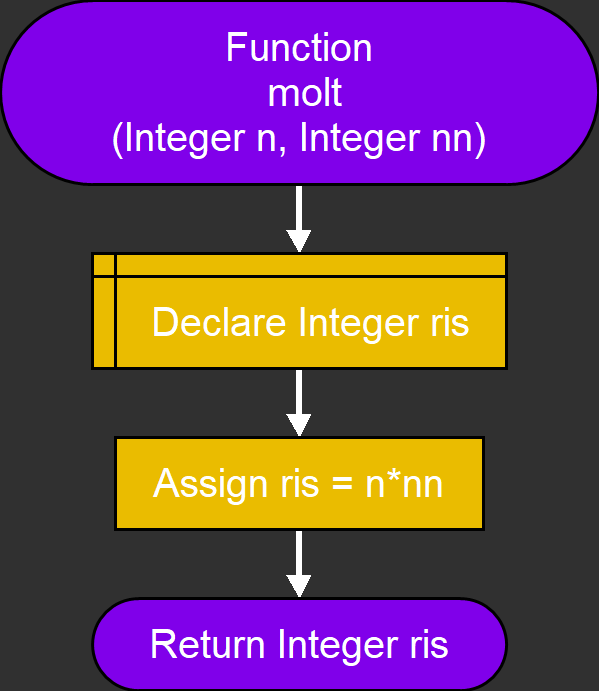 Function
molt
(Integer n, Integer nn)
Declare Integer ris
Assign ris = n*nn
Return Integer ris